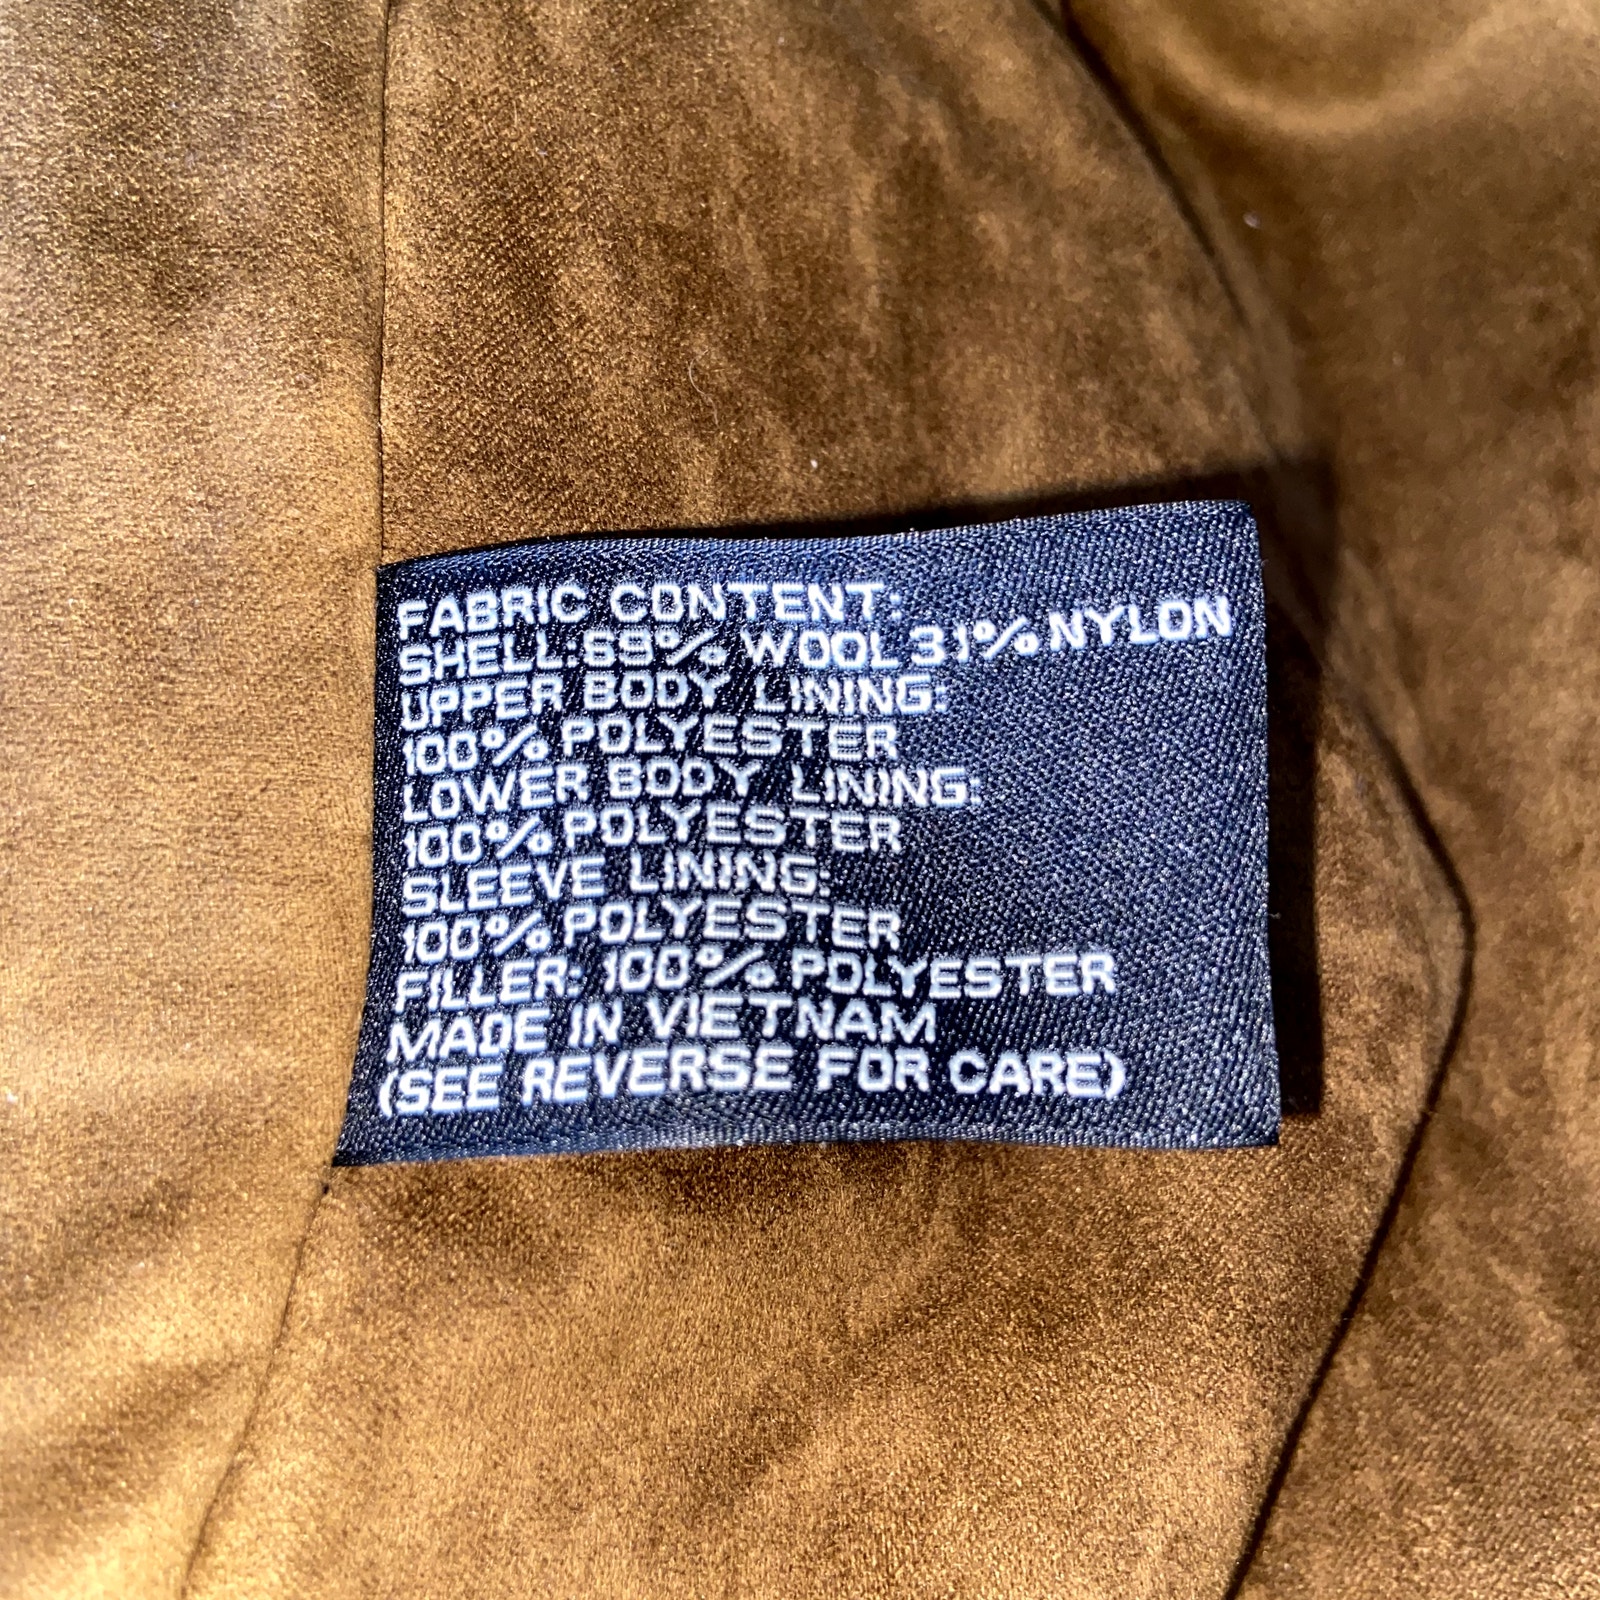 FABRIC CONTENT:
SHELL: 69% WOOL 31% NYLON
UPPER BODY LINING:
100% POLYESTER
LOWER BODY LINING:
100% POLYESTER
SLEEVE LINING:
100% POLYESTER
FILLER: 100% POLYESTER
MADE IN VIETNAM
(SEE REVERSE FOR CARE)